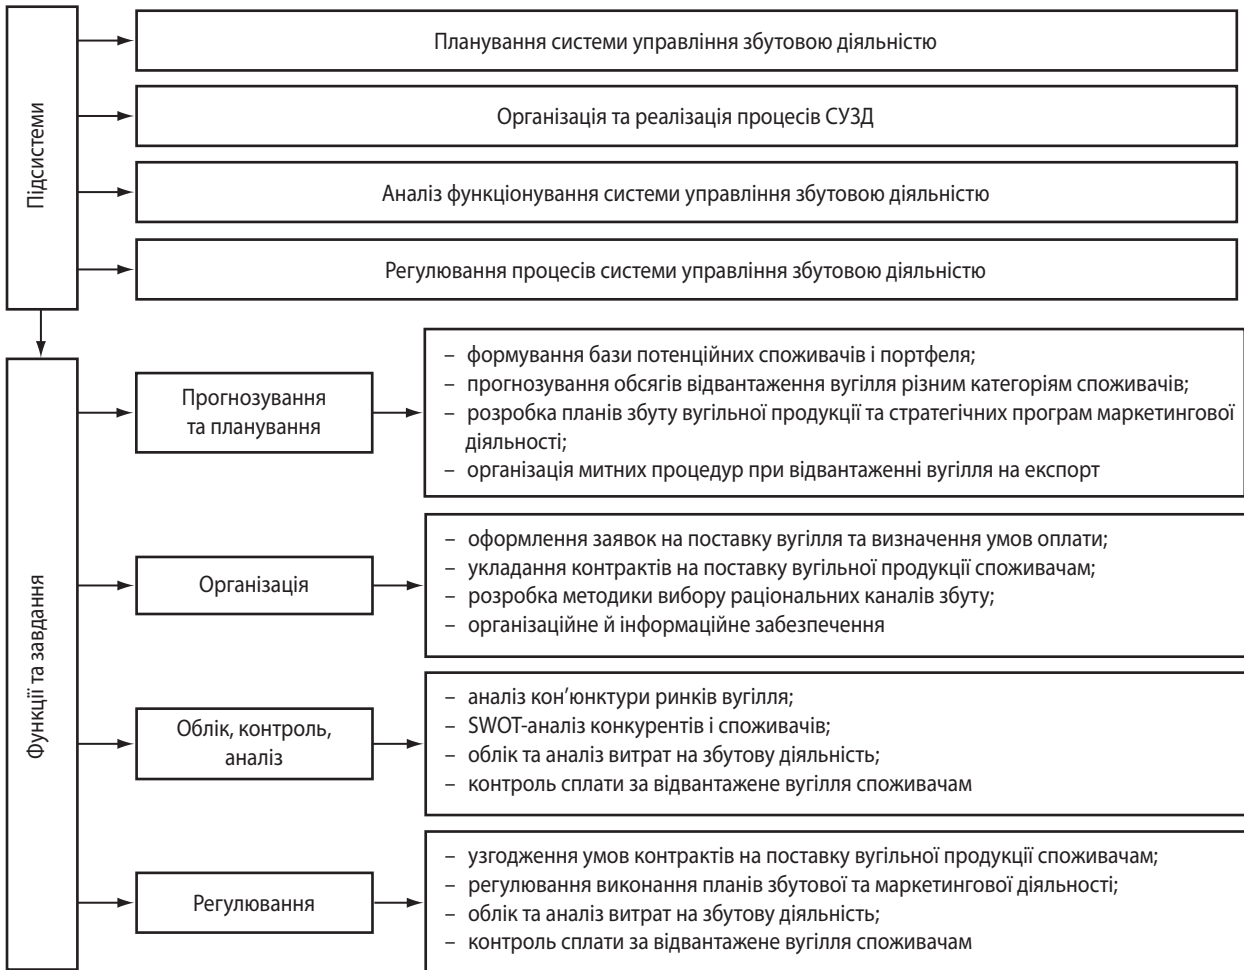 Підсистеми
Планування системи управління збутовою діяльністю
Організація та реалізація процесів СУЗД
Аналіз функціонування системи управління збутовою діяльністю
Регулювання процесів системи управління збутовою діяльністю
Функції та завдання
Прогнозування
та планування
– формування бази потенційних споживачів і портфеля;
– прогнозування обсягів відвантаження вугілля різним категоріям споживачів;
– розробка планів збуту вугільної продукції та стратегічних програм маркетингової
діяльності;
– організація митних процедур при відвантаженні вугілля на експорт
Організація
– оформлення заявок на поставку вугілля та визначення умов оплати;
– укладання контрактів на поставку вугільної продукції споживачам;
– розробка методики вибору раціональних каналів збуту;
– організаційне й інформаційне забезпечення
Облік, контроль,
аналіз
– аналіз кон’юнктури ринків вугілля;
– SWOT-аналіз конкурентів і споживачів;
– облік та аналіз витрат на збутову діяльність;
– контроль сплати за відвантажене вугілля споживачам
Регулювання
– узгодження умов контрактів на поставку вугільної продукції споживачам;
– регулювання виконання планів збутової та маркетингової діяльності;
– облік та аналіз витрат на збутову діяльність;
– контроль сплати за відвантажене вугілля споживачам